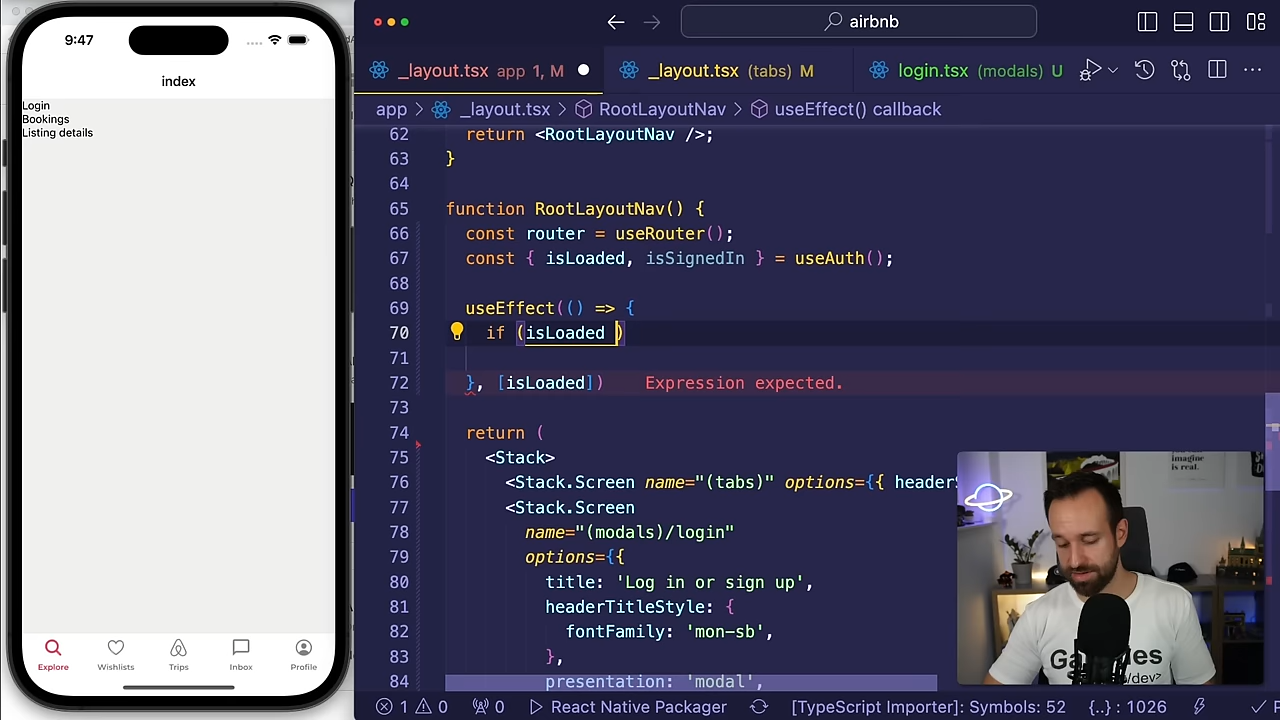 9:47
index
Login
Bookings
Listing details
Explore
Wishlists
Trips
Inbox
Profile
airbnb
_layout.tsx app 1, M
_layout.tsx (tabs) M
login.tsx (modals) U
app > _layout.tsx > RootLayoutNav > useEffect() callback
62 return <RootLayoutNav />;
63 }
64
65 function RootLayoutNav() {
66 const router = useRouter();
67 const { isLoaded, isSignedIn } = useAuth();
68
69 useEffect(() => {
70 if (isLoaded )
71
72 }, [isLoaded]) Expression expected.
73
74 return (
75 <Stack>
76 <Stack.Screen name="(tabs)" options={{
77 <Stack.Screen
78 name="(modals)/login"
79 options={{
80 title: 'Log in or sign up',
81 headerTitleStyle: {
82 fontFamily: 'mon-sb',
83 },
84 presentation: 'modal',
imagine
is real.
1 0 0 React Native Packager [TypeScript Importer]: Symbols: 52 {..} : 1026